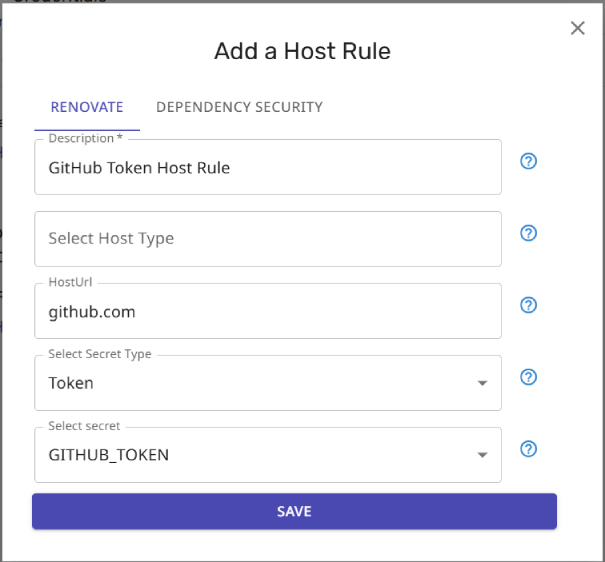 Add a Host Rule
RENOVATE DEPENDENCY SECURITY
Description *
GitHub Token Host Rule
Select Host Type
HostUrl
github.com
Select Secret Type
Token
Select secret
GITHUB_TOKEN
SAVE